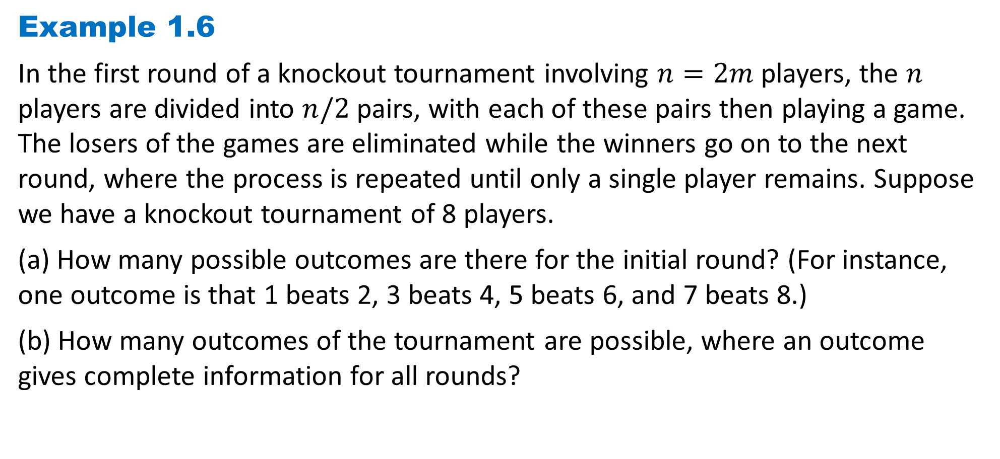 Example 1.6
In the first round of a knockout tournament involving n = 2m players, the n
players are divided into n/2 pairs, with each of these pairs then playing a game.
The losers of the games are eliminated while the winners go on to the next
round, where the process is repeated until only a single player remains. Suppose
we have a knockout tournament of 8 players.
(a) How many possible outcomes are there for the initial round? (For instance,
one outcome is that 1 beats 2, 3 beats 4, 5 beats 6, and 7 beats 8.)
(b) How many outcomes of the tournament are possible, where an outcome
gives complete information for all rounds?